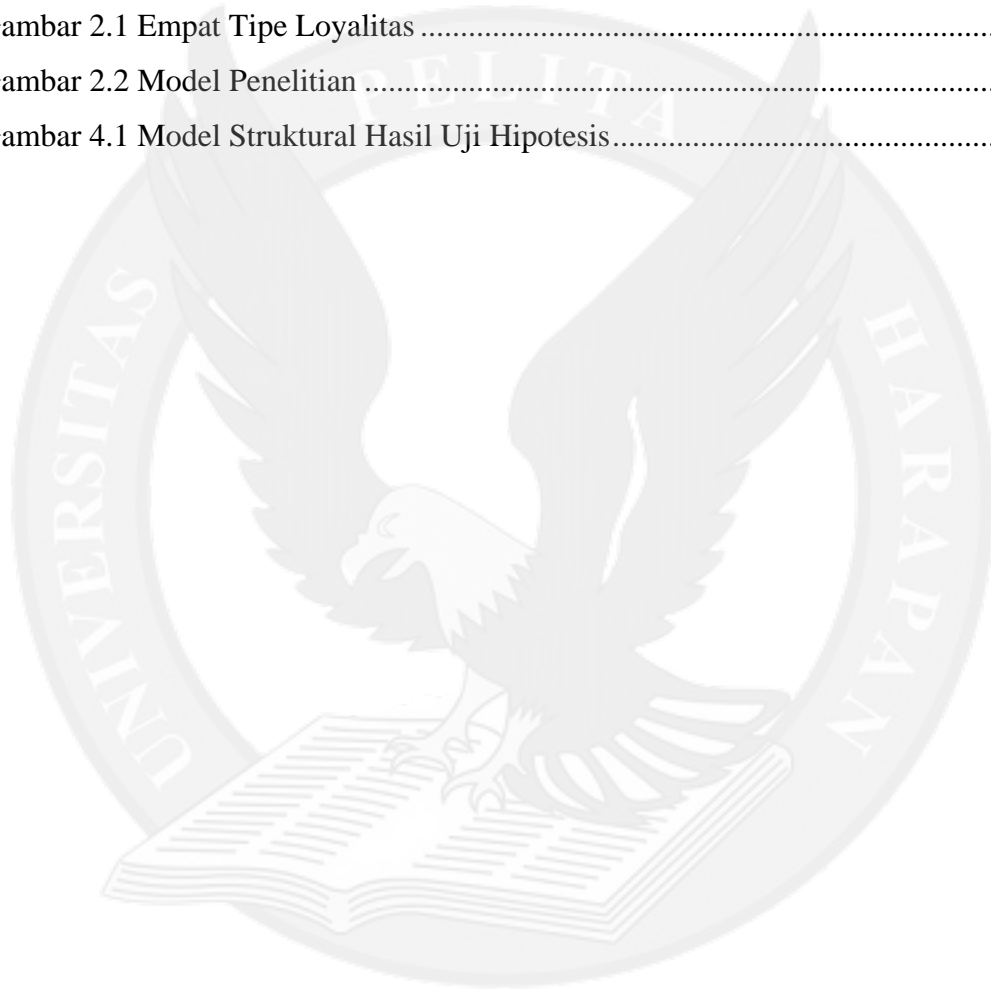 ambar 2.1 Empat Tipe Loyalitas ........................................................................................
ambar 2.2 Model Penelitian ................................................................................................
ambar 4.1 Model Struktural Hasil Uji Hipotesis..........................................................
UNIVERSITAS PELITA HARAPAN